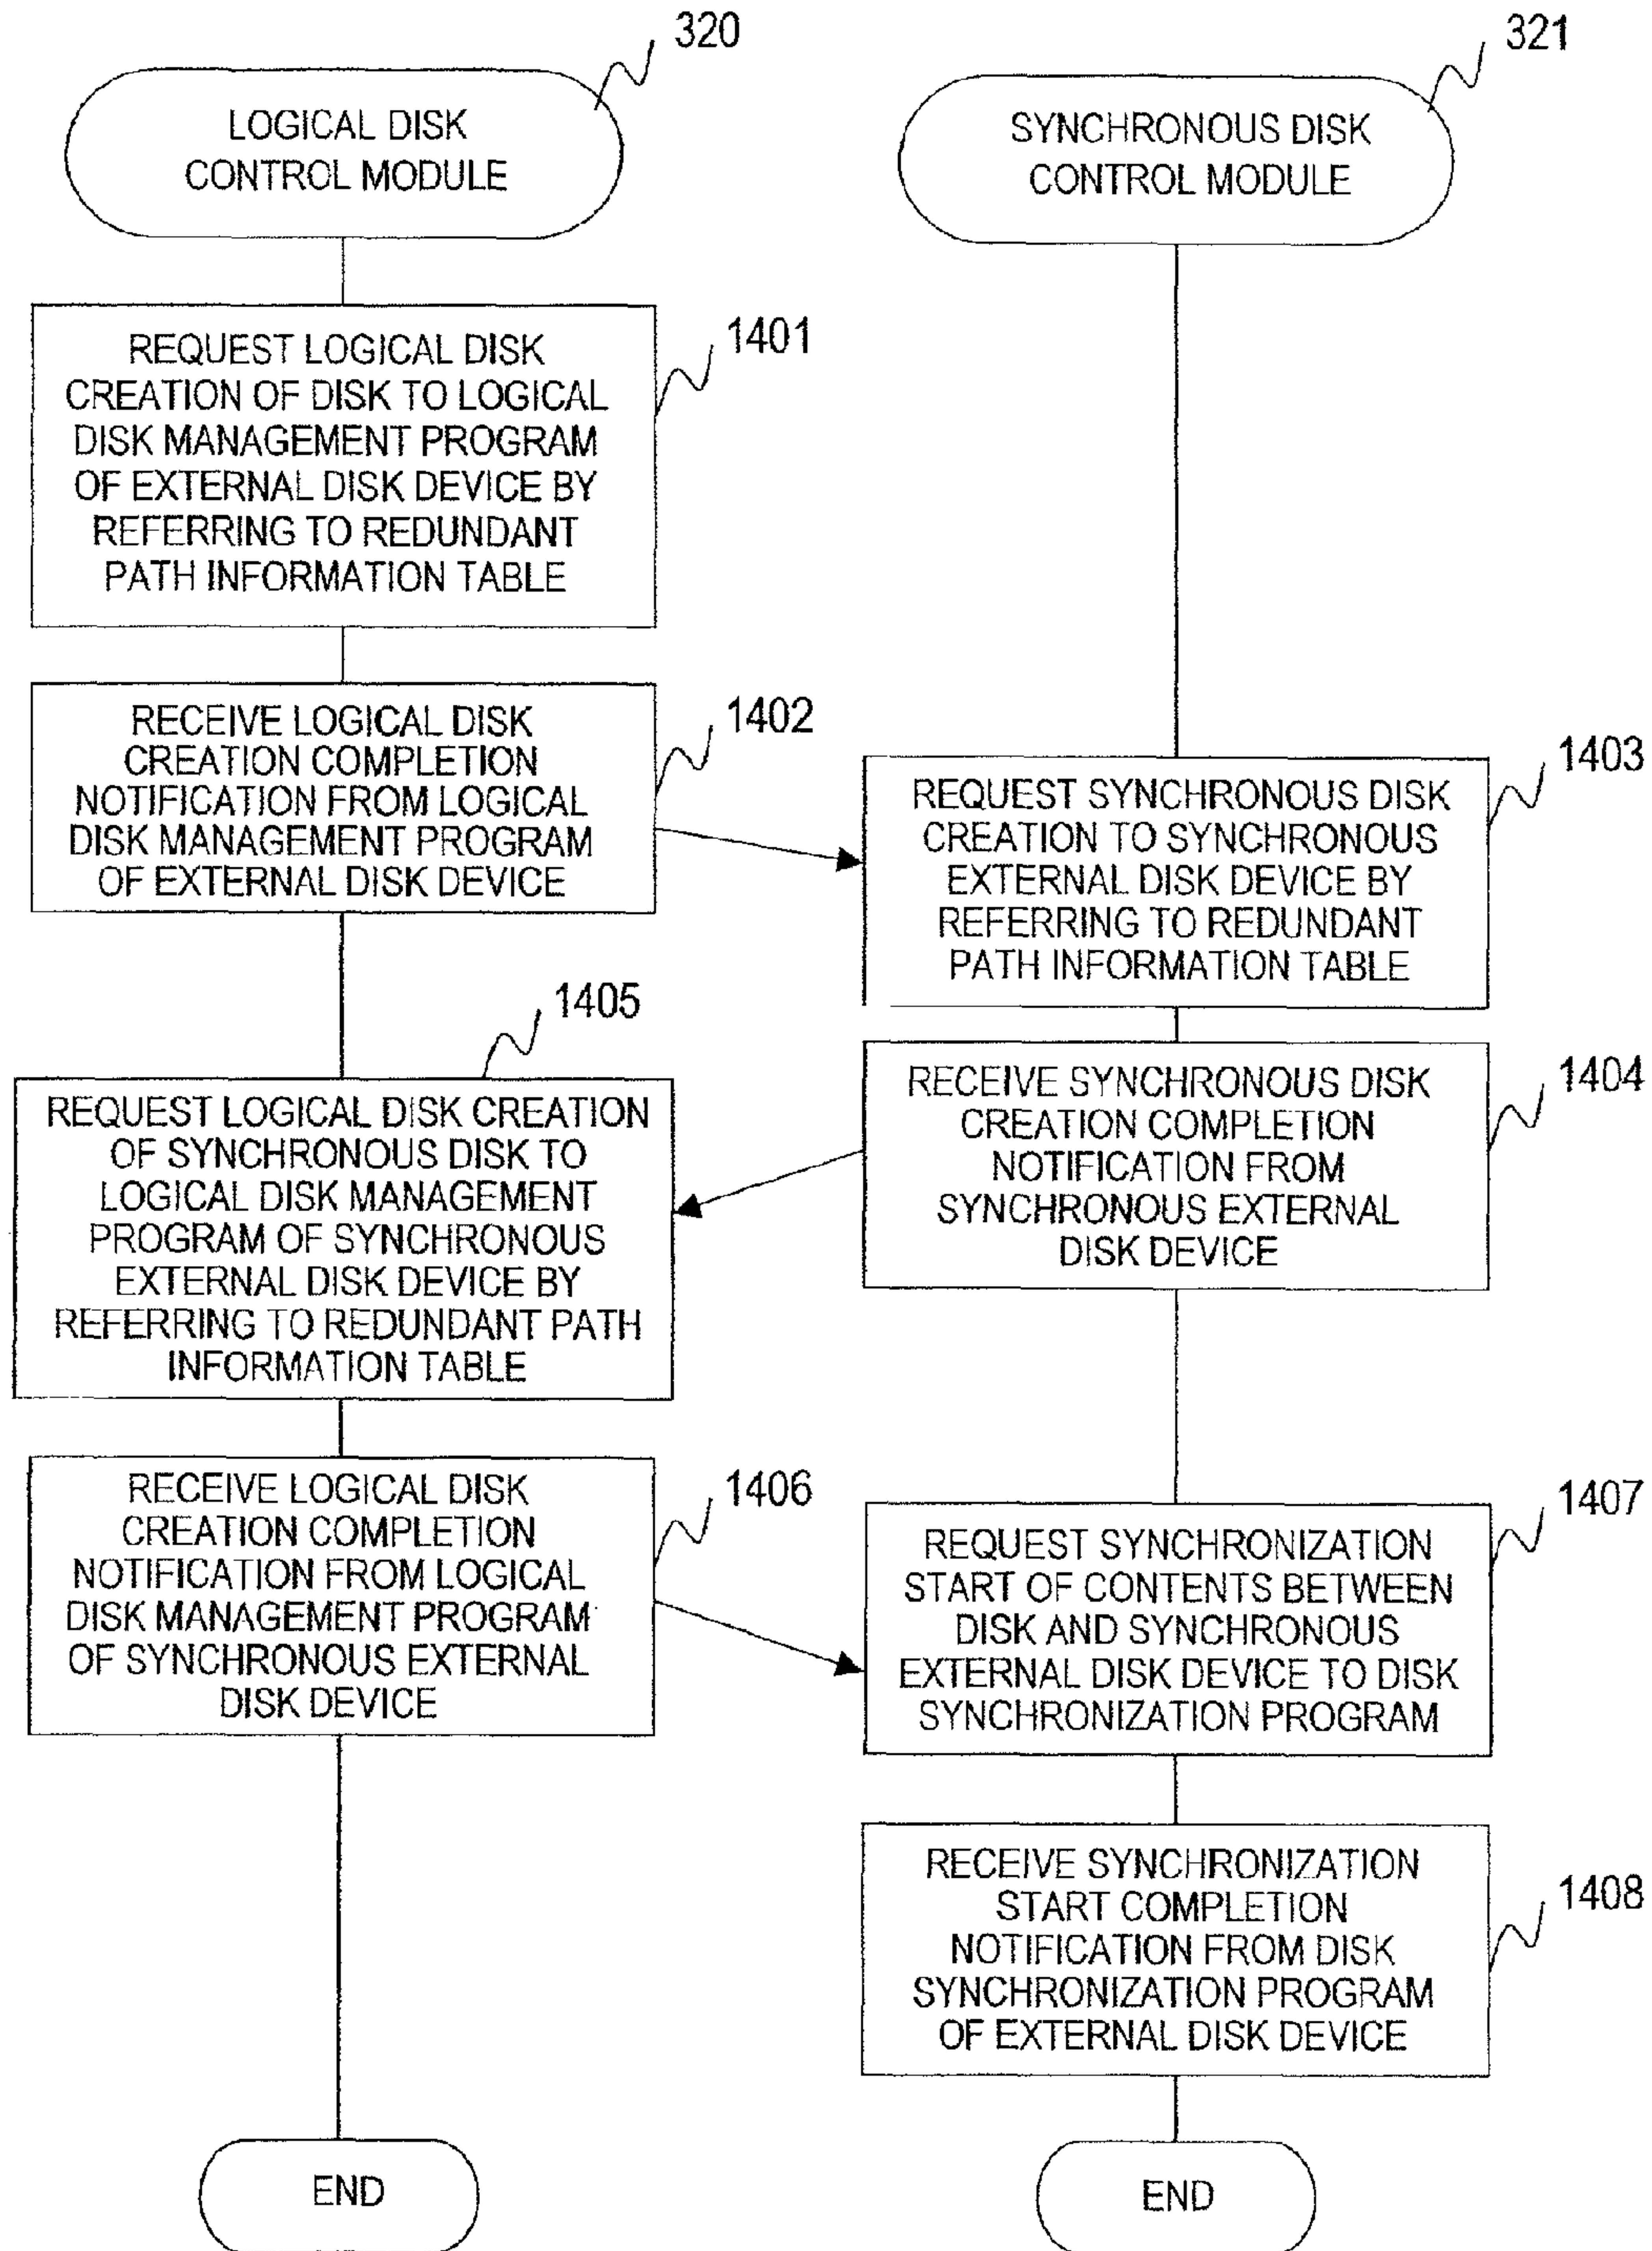 320
LOGICAL DISK
CONTROL MODULE
321
SYNCHRONOUS DISK
CONTROL MODULE
1401
REQUEST LOGICAL DISK
CREATION OF DISK TO LOGICAL
DISK MANAGEMENT PROGRAM
OF EXTERNAL DISK DEVICE BY
REFERRING TO REDUNDANT
PATH INFORMATION TABLE
1402
RECEIVE LOGICAL DISK
CREATION COMPLETION
NOTIFICATION FROM LOGICAL
DISK MANAGEMENT PROGRAM
OF EXTERNAL DISK DEVICE
1403
REQUEST SYNCHRONOUS DISK
CREATION TO SYNCHRONOUS
EXTERNAL DISK DEVICE BY
REFERRING TO REDUNDANT
PATH INFORMATION TABLE
1404
RECEIVE SYNCHRONOUS DISK
CREATION COMPLETION
NOTIFICATION FROM
SYNCHRONOUS EXTERNAL
DISK DEVICE
1405
REQUEST LOGICAL DISK CREATION
OF SYNCHRONOUS DISK TO
LOGICAL DISK MANAGEMENT
PROGRAM OF SYNCHRONOUS
EXTERNAL DISK DEVICE BY
REFERRING TO REDUNDANT PATH
INFORMATION TABLE
1406
RECEIVE LOGICAL DISK
CREATION COMPLETION
NOTIFICATION FROM LOGICAL
DISK MANAGEMENT PROGRAM
OF SYNCHRONOUS EXTERNAL
DISK DEVICE
1407
REQUEST SYNCHRONIZATION
START OF CONTENTS BETWEEN
DISK AND SYNCHRONOUS
EXTERNAL DISK DEVICE TO DISK
SYNCHRONIZATION PROGRAM
1408
RECEIVE SYNCHRONIZATION
START COMPLETION
NOTIFICATION FROM DISK
SYNCHRONIZATION PROGRAM
OF EXTERNAL DISK DEVICE
END
END